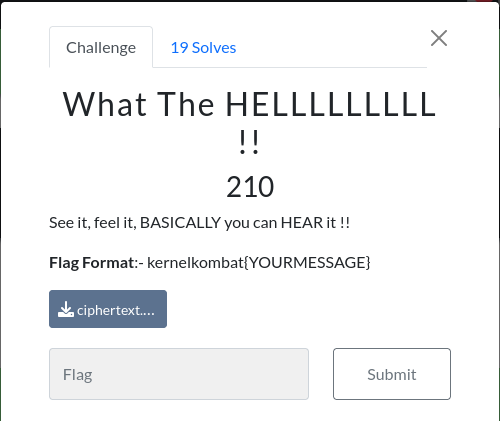 Challenge
19 Solves
What The HELLLLLLLLL
!!
210
See it, feel it, BASICALLY you can HEAR it !!
Flag Format:- kernelkombat{YOURMESSAGE}
ciphertext....
Flag
Submit